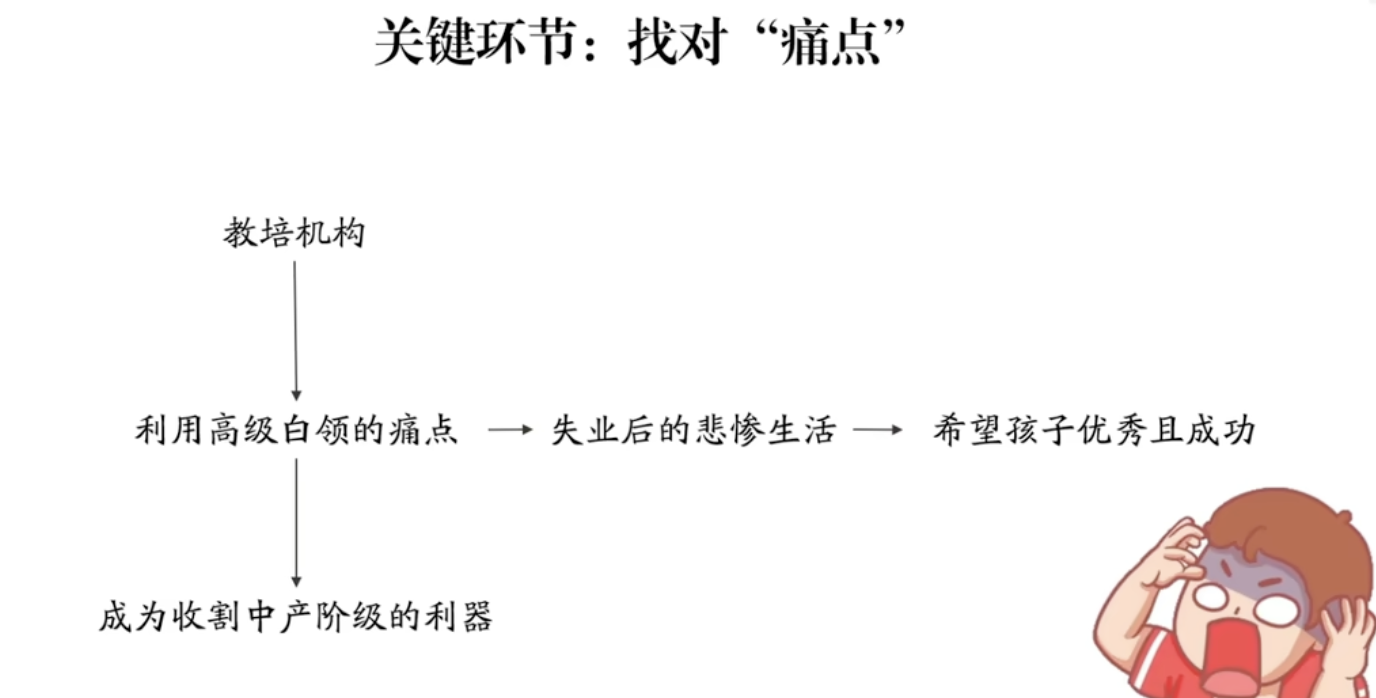 关键环节：找对“痛点”
教培机构
利用高级白领的痛点 → 失业后的悲惨生活 → 希望孩子优秀且成功
成为收割中产阶级的利器